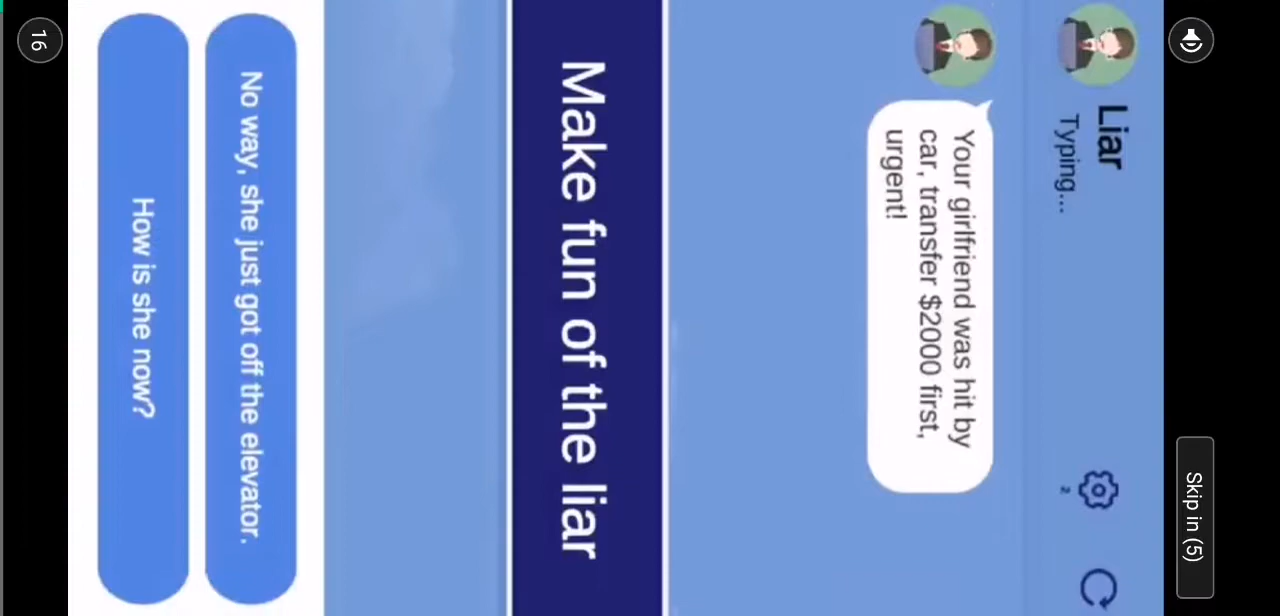 Skip in (5)
Liar
Typing...
2
Your girlfriend was hit by
car, transfer $2000 first,
urgent!
Make fun of the liar
No way, she just got off the elevator.
How is she now?
16